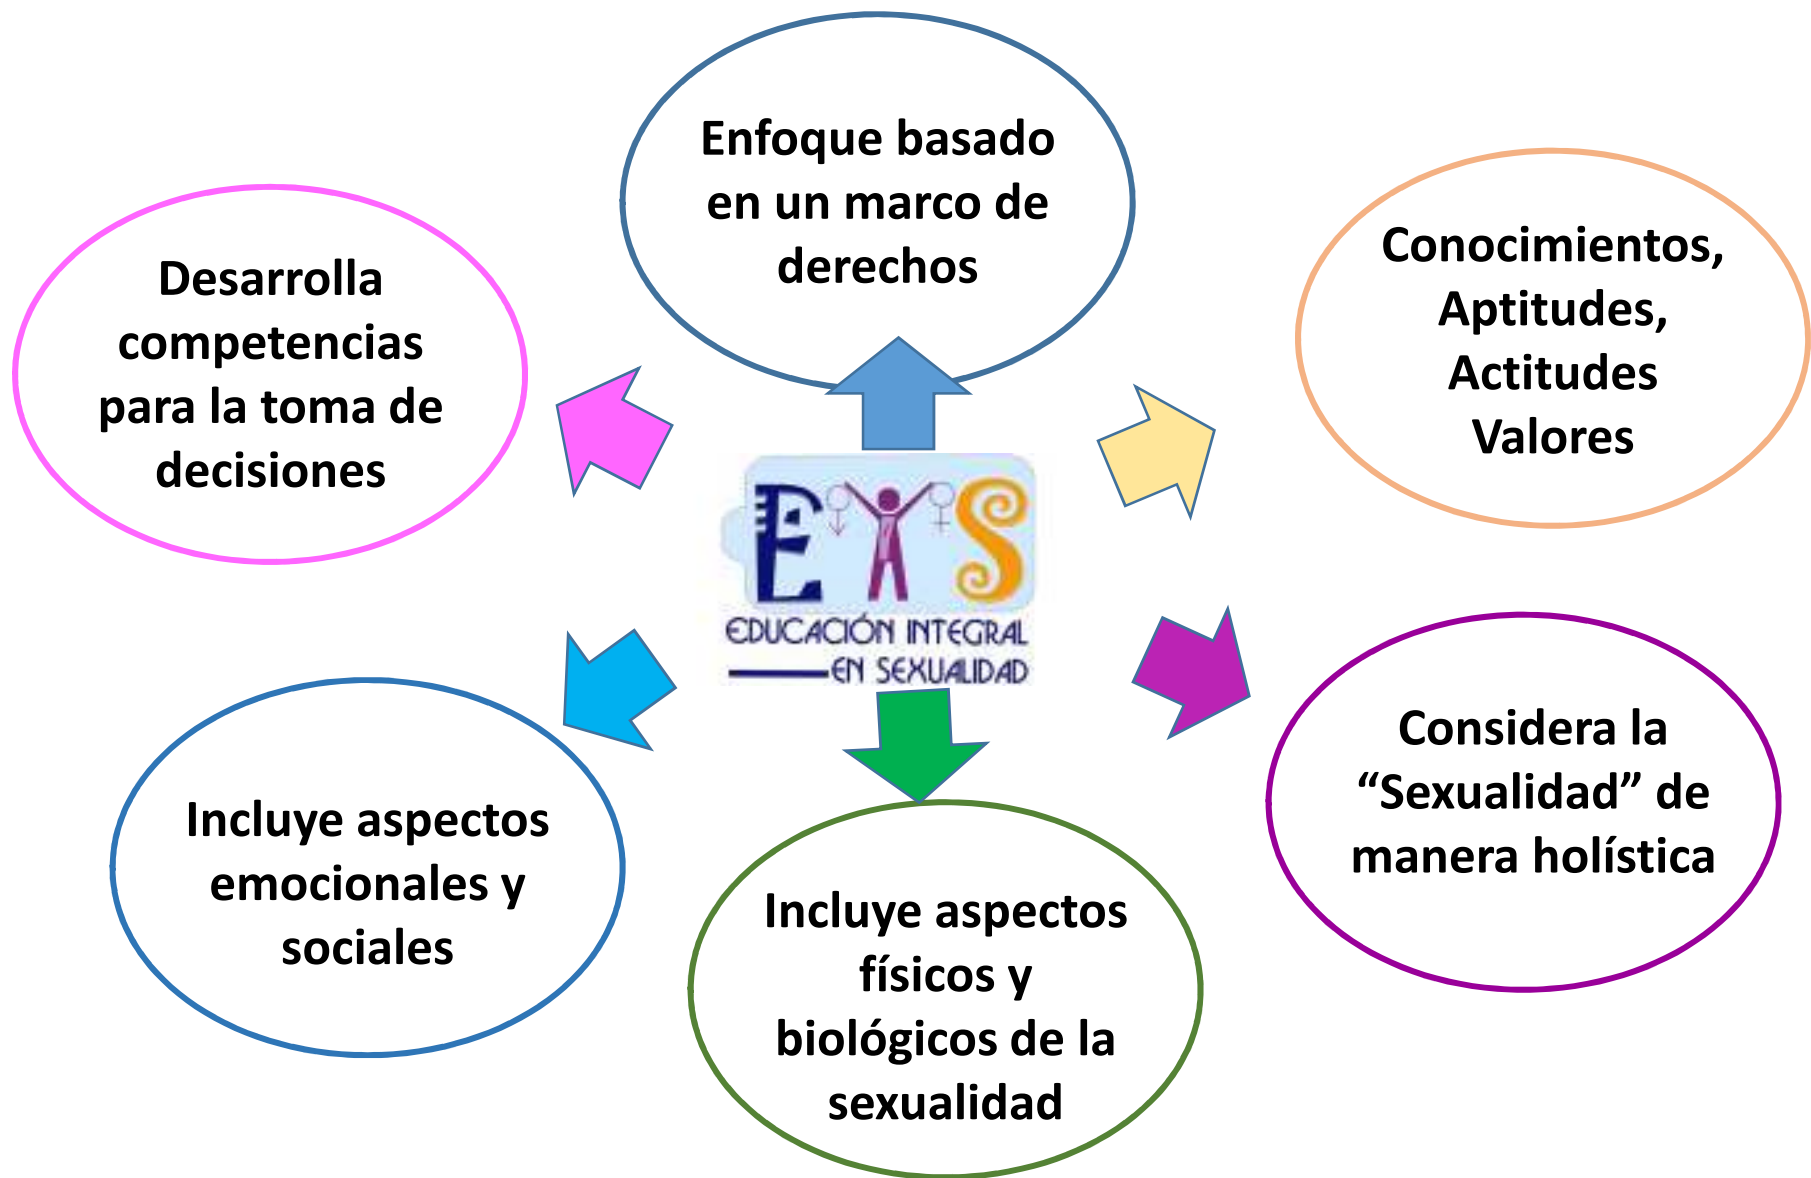 Enfoque basado
en un marco de
derechos
Conocimientos,
Aptitudes,
Actitudes
Valores
Desarrolla
competencias
para la toma de
decisiones
EIS
EDUCACIÓN INTEGRAL
EN SEXUALIDAD
Considera la
“Sexualidad” de
manera holística
Incluye aspectos
emocionales y
sociales
Incluye aspectos
físicos y
biológicos de la
sexualidad